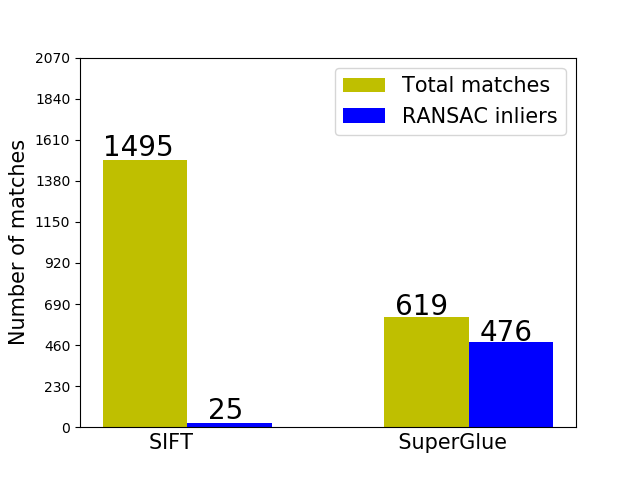 2070
1840
1610
1380
1150
920
690
460
230
0
Number of matches
Total matches
RANSAC inliers
1495
25
619
476
SIFT
SuperGlue